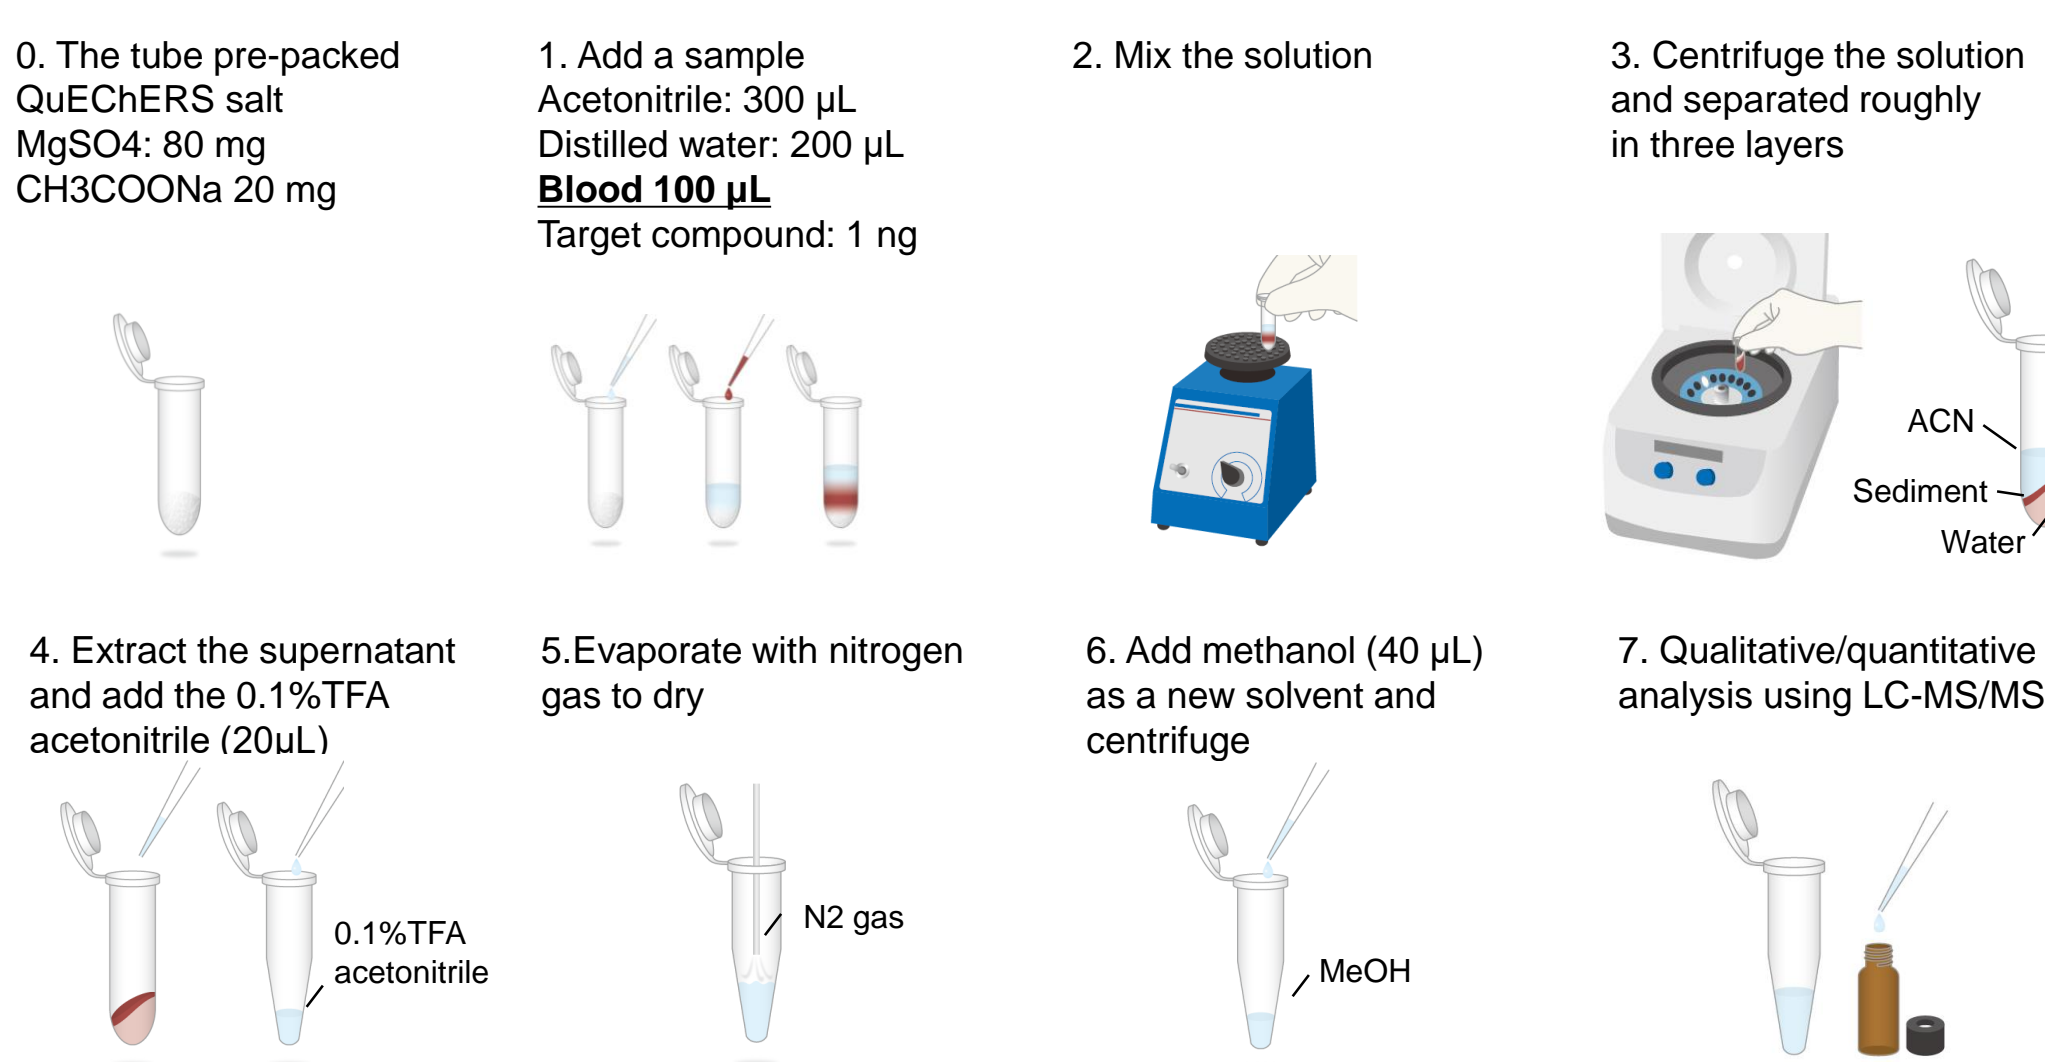 0. The tube pre-packed
QuEChERS salt
MgSO4: 80 mg
CH3COONa 20 mg
1. Add a sample
Acetonitrile: 300 µL
Distilled water: 200 µL
Blood 100 µL
Target compound: 1 ng
2. Mix the solution
3. Centrifuge the solution
and separated roughly
in three layers
ACN
Sediment
Water
4. Extract the supernatant
and add the 0.1%TFA
acetonitrile (20µL)
0.1%TFA
acetonitrile
5.Evaporate with nitrogen
gas to dry
N2 gas
6. Add methanol (40 µL)
as a new solvent and
centrifuge
MeOH
7. Qualitative/quantitative
analysis using LC-MS/MS